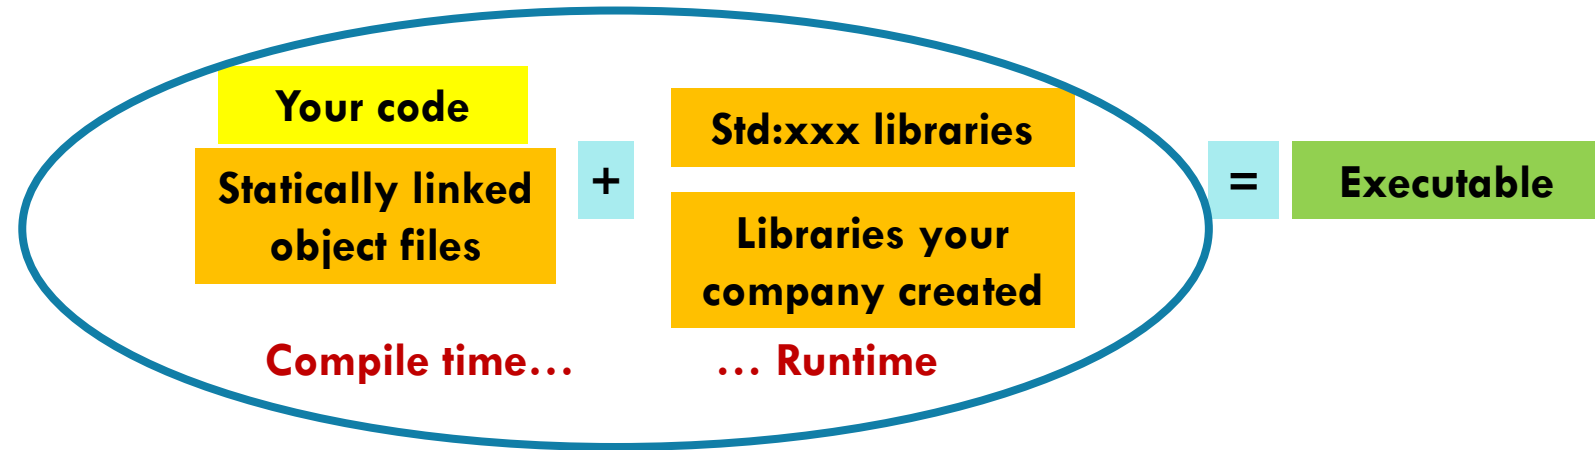 Your code
Statically linked
object files
+
Std:xxx libraries
Libraries your
company created
=
Executable
Compile time...
... Runtime